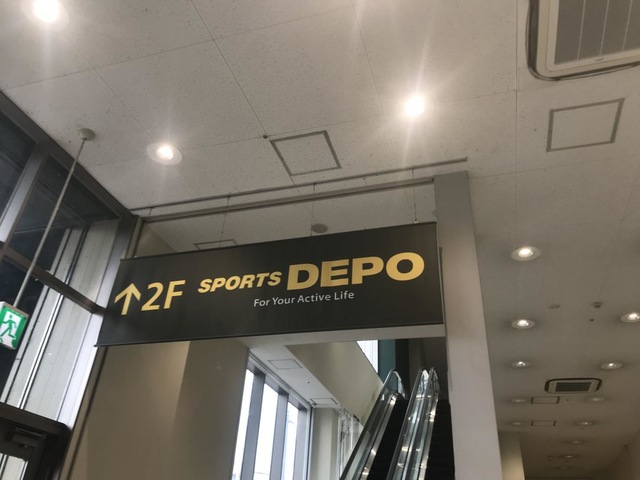 ↑2F SPORTS DEPO
For Your Active Life